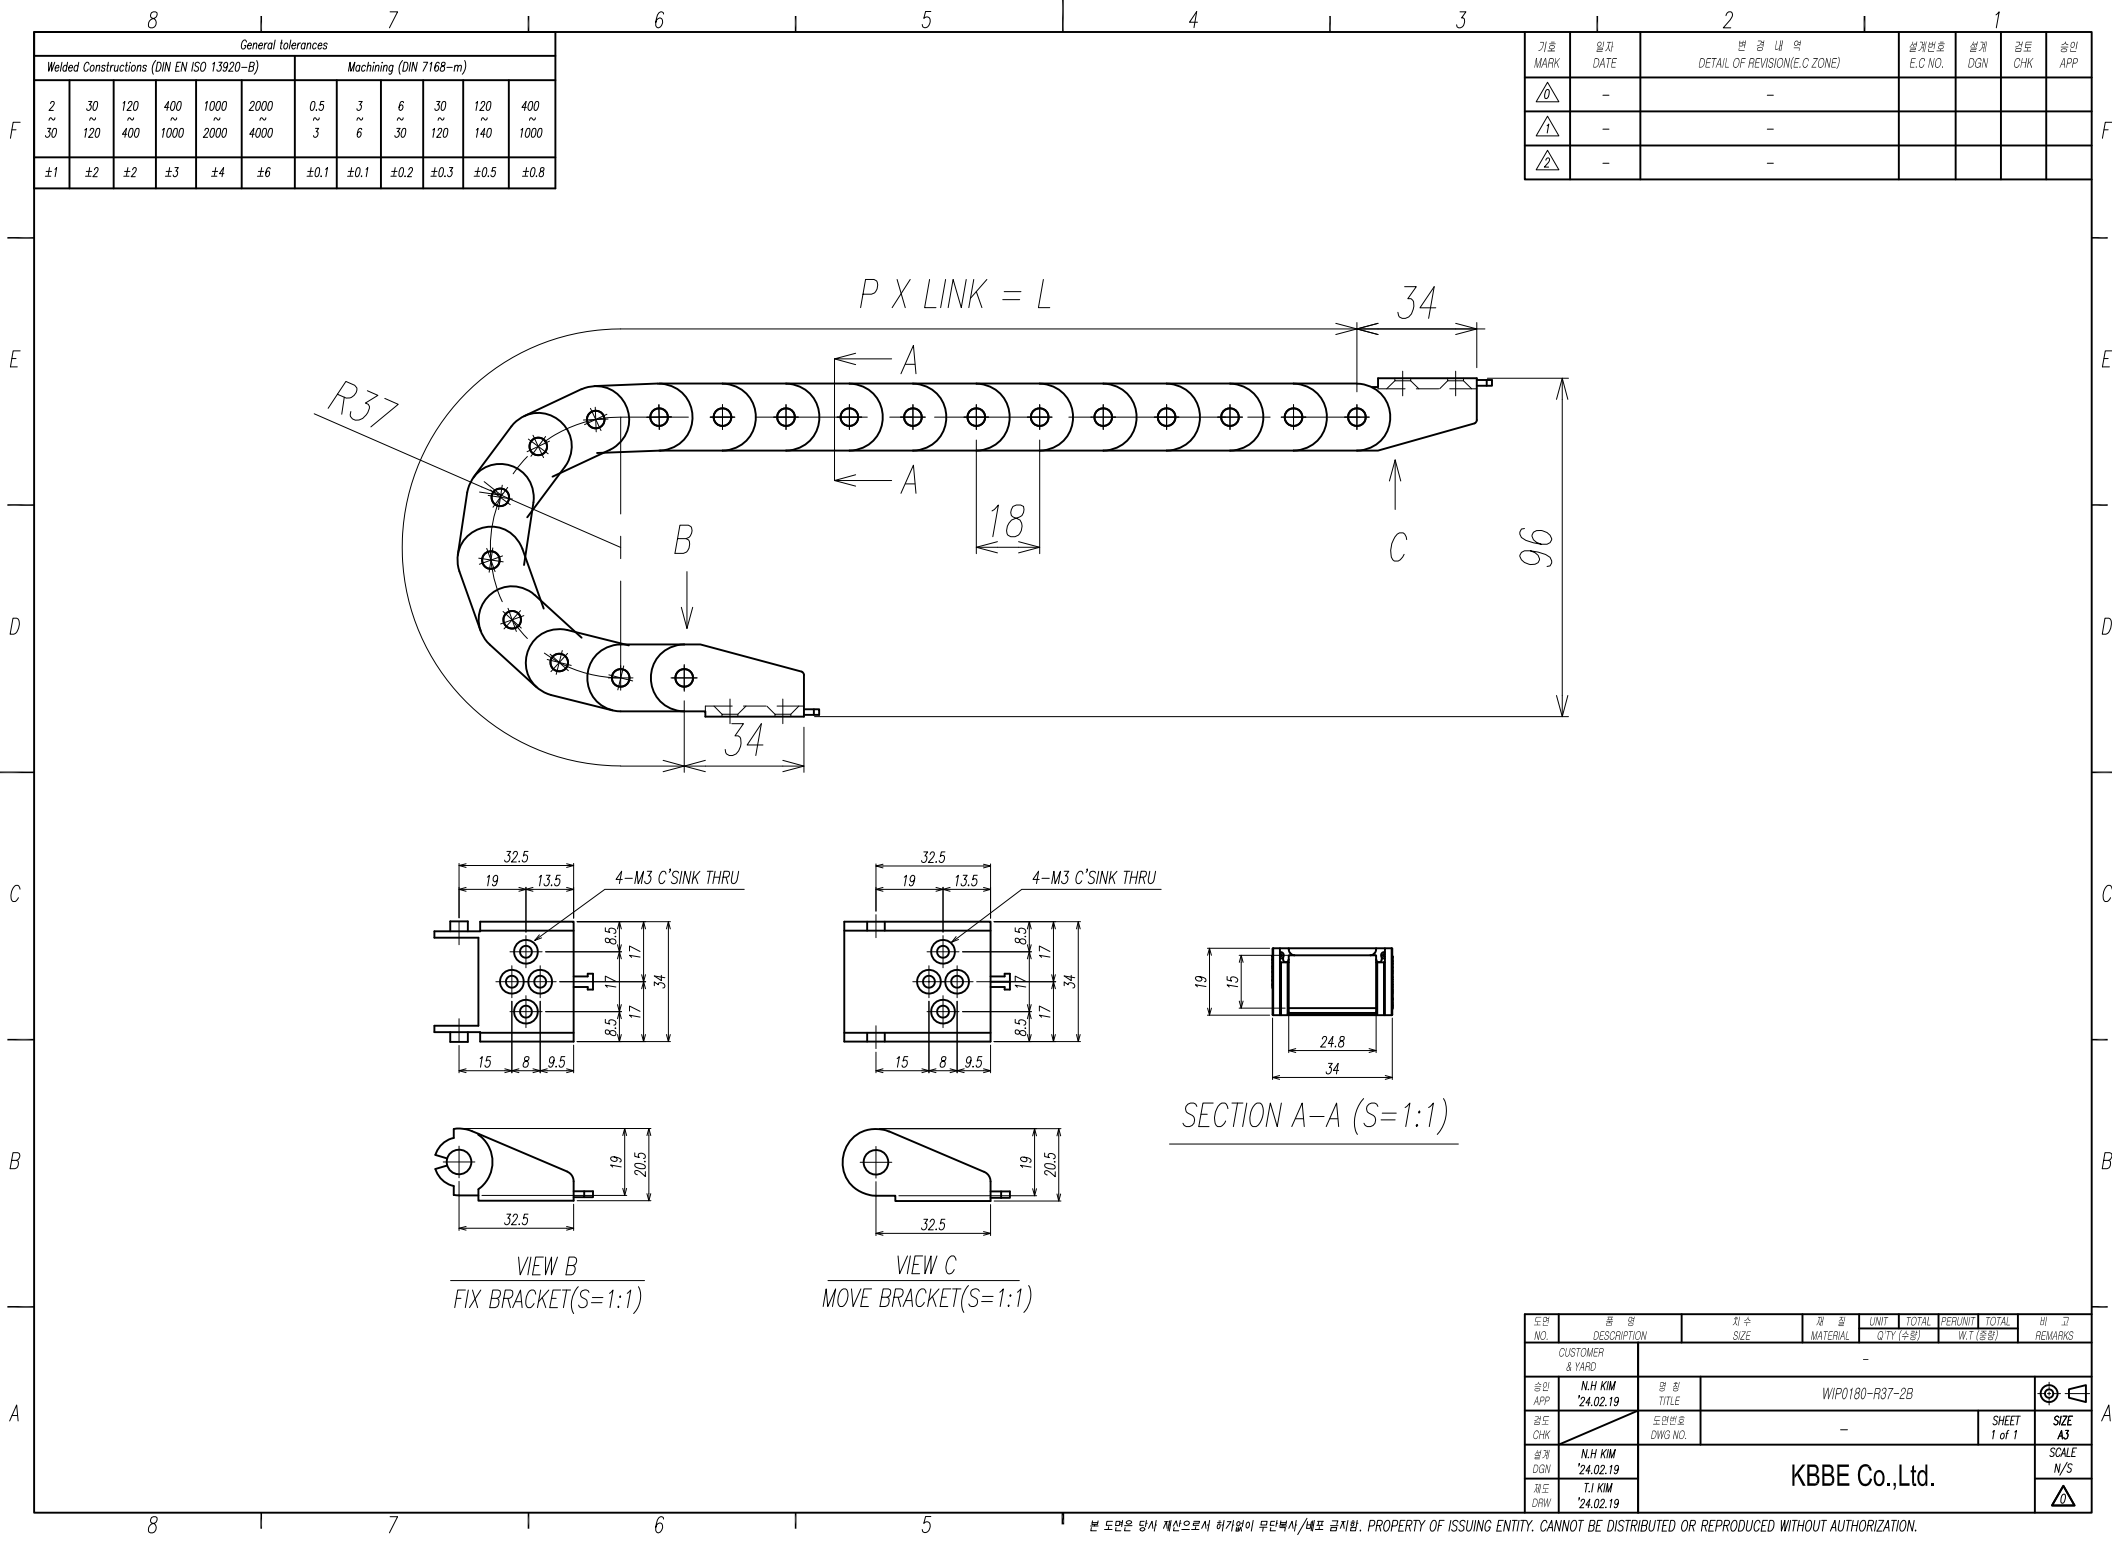 8 7 6 5 4 3 2 1
General tolerances
Welded Constructions (DIN EN ISO 13920-B) Machining (DIN 7168-m)
2 30 120 400 1000 2000 0.5 3 6 30 120 400
~ ~ ~ ~ ~ ~ ~ ~ ~ ~ ~ ~
30 120 400 1000 2000 4000 3 6 30 120 140 1000
±1 ±2 ±2 ±3 ±4 ±6 ±0.1 ±0.1 ±0.2 ±0.3 ±0.5 ±0.8
기호 일자 변 경 내 역 설계번호 설계 검토 승인
MARK DATE DETAIL OF REVISION(E.C ZONE) E.C NO. DGN CHK APP
0 - -
1 - -
2 - -
F F
E E
D D
C C
B B
A A
P X LINK = L
34
A
A
R37
18
B
C
96
34
32.5
19 13.5
4-M3 C'SINK THRU
8.5
17
8.5
17
17
34
15 8 9.5
32.5
19 13.5
4-M3 C'SINK THRU
8.5
17
8.5
17
17
34
15 8 9.5
19
15
24.8
34
SECTION A-A (S=1:1)
19
20.5
32.5
VIEW B
FIX BRACKET(S=1:1)
19
20.5
32.5
VIEW C
MOVE BRACKET(S=1:1)
도면 품 명 치 수 재 질 UNIT TOTAL PERUNIT TOTAL 비 고
NO. DESCRIPTION SIZE MATERIAL Q'TY (수량) W.T (중량) REMARKS
CUSTOMER
& YARD
-
승인 N.H KIM 명 칭
APP '24.02.19 TITLE
WIP0180-R37-2B
검도 도면번호 SHEET SIZE
CHK DWG NO. - 1 of 1 A3
설계 N.H KIM SCALE
DGN '24.02.19 N/S
KBBE Co.,Ltd.
제도 T.I KIM
DRW '24.02.19
0
8 7 6 5
본 도면은 당사 재산으로서 허가없이 무단복사/배포 금지함. PROPERTY OF ISSUING ENTITY. CANNOT BE DISTRIBUTED OR REPRODUCED WITHOUT AUTHORIZATION.